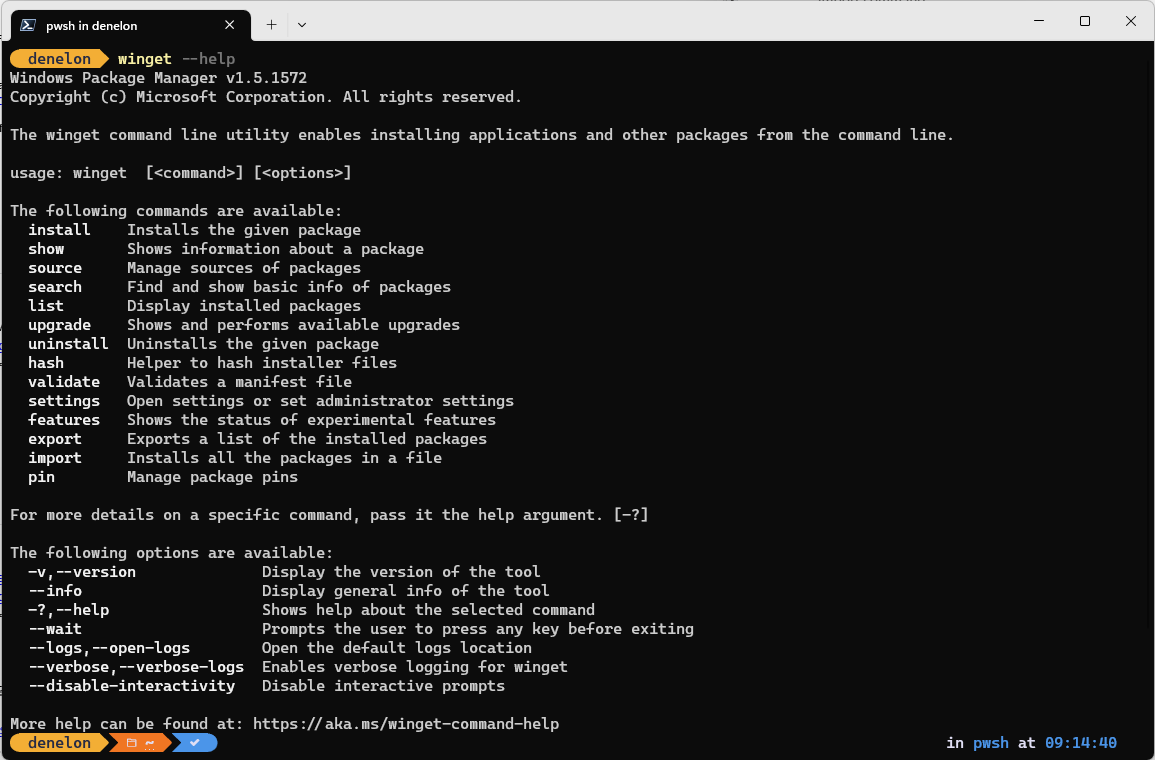 pwsh in denelon
denelon winget --help
Windows Package Manager v1.5.1572
Copyright (c) Microsoft Corporation. All rights reserved.
The winget command line utility enables installing applications and other packages from the command line.
usage: winget  [<command>] [<options>]
The following commands are available:
install    Installs the given package
show       Shows information about a package
source     Manage sources of packages
search     Find and show basic info of packages
list       Display installed packages
upgrade    Shows and performs available upgrades
uninstall  Uninstalls the given package
hash       Helper to hash installer files
validate   Validates a manifest file
settings   Open settings or set administrator settings
features   Shows the status of experimental features
export     Exports a list of the installed packages
import     Installs all the packages in a file
pin        Manage package pins
For more details on a specific command, pass it the help argument. [-?]
The following options are available:
-v,--version              Display the version of the tool
--info                    Display general info of the tool
-?,--help                 Shows help about the selected command
--wait                    Prompts the user to press any key before exiting
--logs,--open-logs        Open the default logs location
--verbose,--verbose-logs  Enables verbose logging for winget
--disable-interactivity   Disable interactive prompts
More help can be found at: https://aka.ms/winget-command-help
denelon ~ in pwsh at 09:14:40